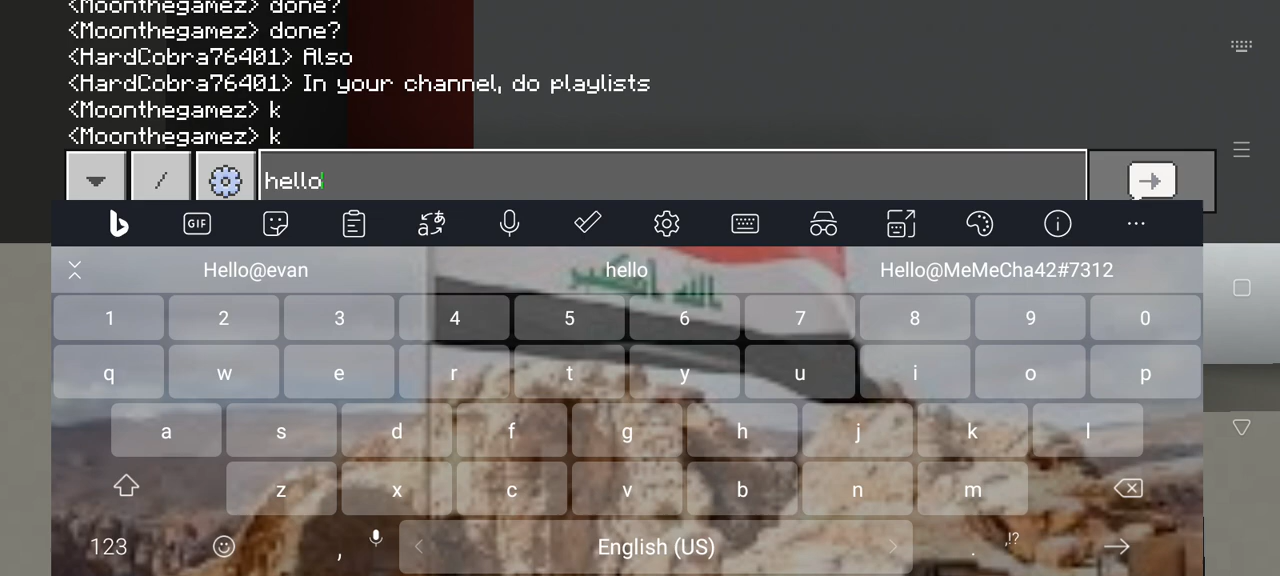 <Moonthegamez> done?
<Moonthegamez> done?
<HardCobra76401> Also
<HardCobra76401> In your channel, do playlists
<Moonthegamez> k
<Moonthegamez> k
/ hello
GIF
Hello@evan hello Hello@MeMeCha42#7312
1 2 3 4 5 6 7 8 9 0
q w e r t y u i o p
a s d f g h j k l
z x c v b n m
123 , English (US) . ,!?
الله اكبر